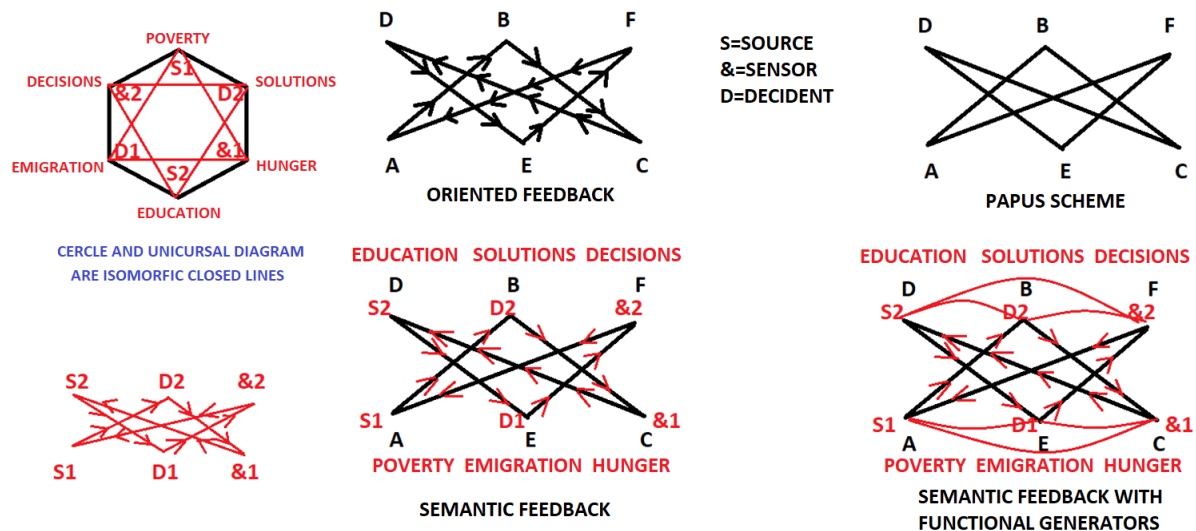 POVERTY
DECISIONS
S1
SOLUTIONS
&2
D2
D1
&1
EMIGRATION
S2
HUNGER
EDUCATION
CERCLE AND UNICURSAL DIAGRAM
ARE ISOMORFIC CLOSED LINES
S2 D2 &2
S1 D1 &1
D B F
A E C
ORIENTED FEEDBACK
S=SOURCE
&=SENSOR
D=DECIDENT
D B F
A E C
PAPUS SCHEME
EDUCATION SOLUTIONS DECISIONS
D B F
S2 D2 &2
S1 D1 &1
A E C
POVERTY EMIGRATION HUNGER
SEMANTIC FEEDBACK
EDUCATION SOLUTIONS DECISIONS
D B F
S2 D2 &2
S1 D1 &1
A E C
POVERTY EMIGRATION HUNGER
SEMANTIC FEEDBACK WITH
FUNCTIONAL GENERATORS